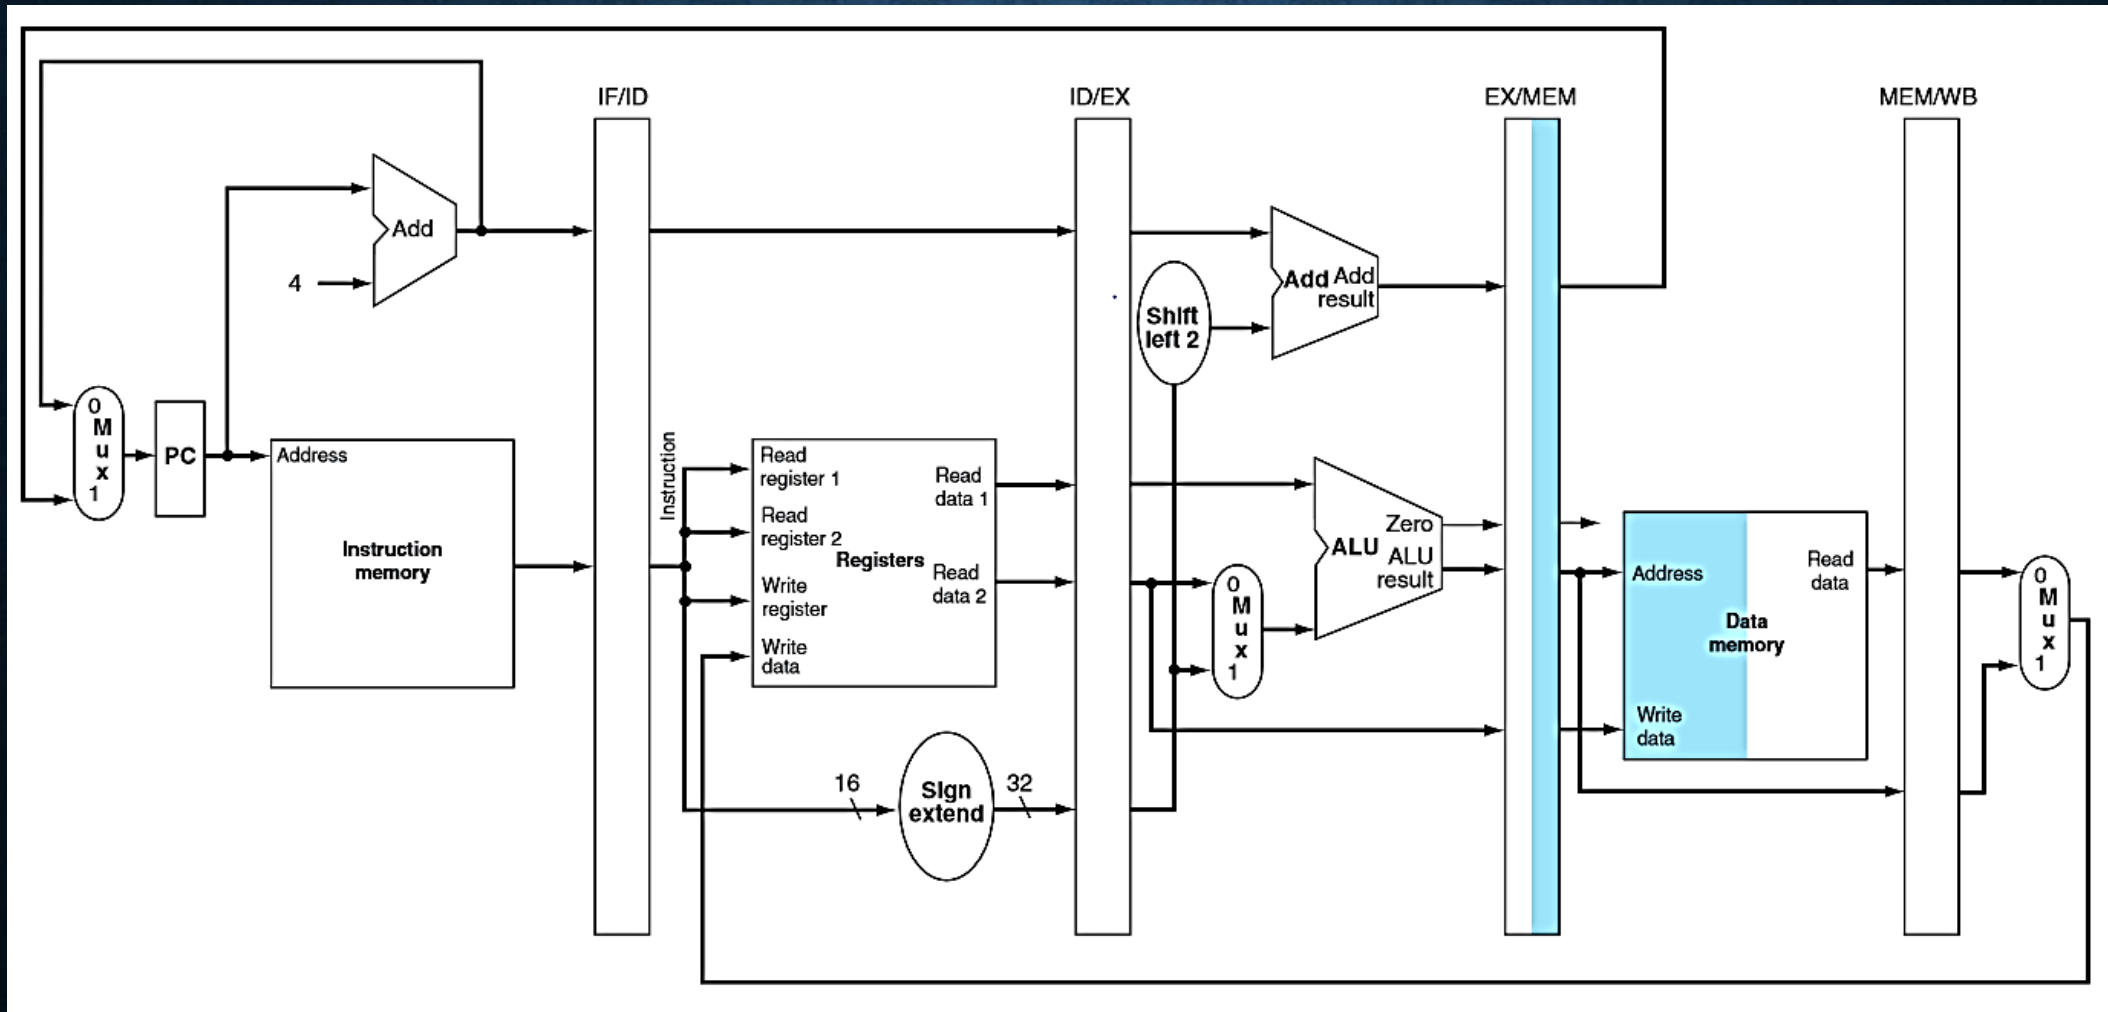 IF/ID
ID/EX
EX/MEM
MEM/WB
Add
4
Add Add
result
Shift
left 2
0
M
u
x
1
PC
Address
Instruction
memory
Instruction
Read
register 1
Read
register 2
Write
register
Write
data
Registers
Read
data 1
Read
data 2
16
Sign
extend
32
0
M
u
x
1
Zero
ALU
ALU
result
Address
Read
data
Data
memory
Write
data
0
M
u
x
1